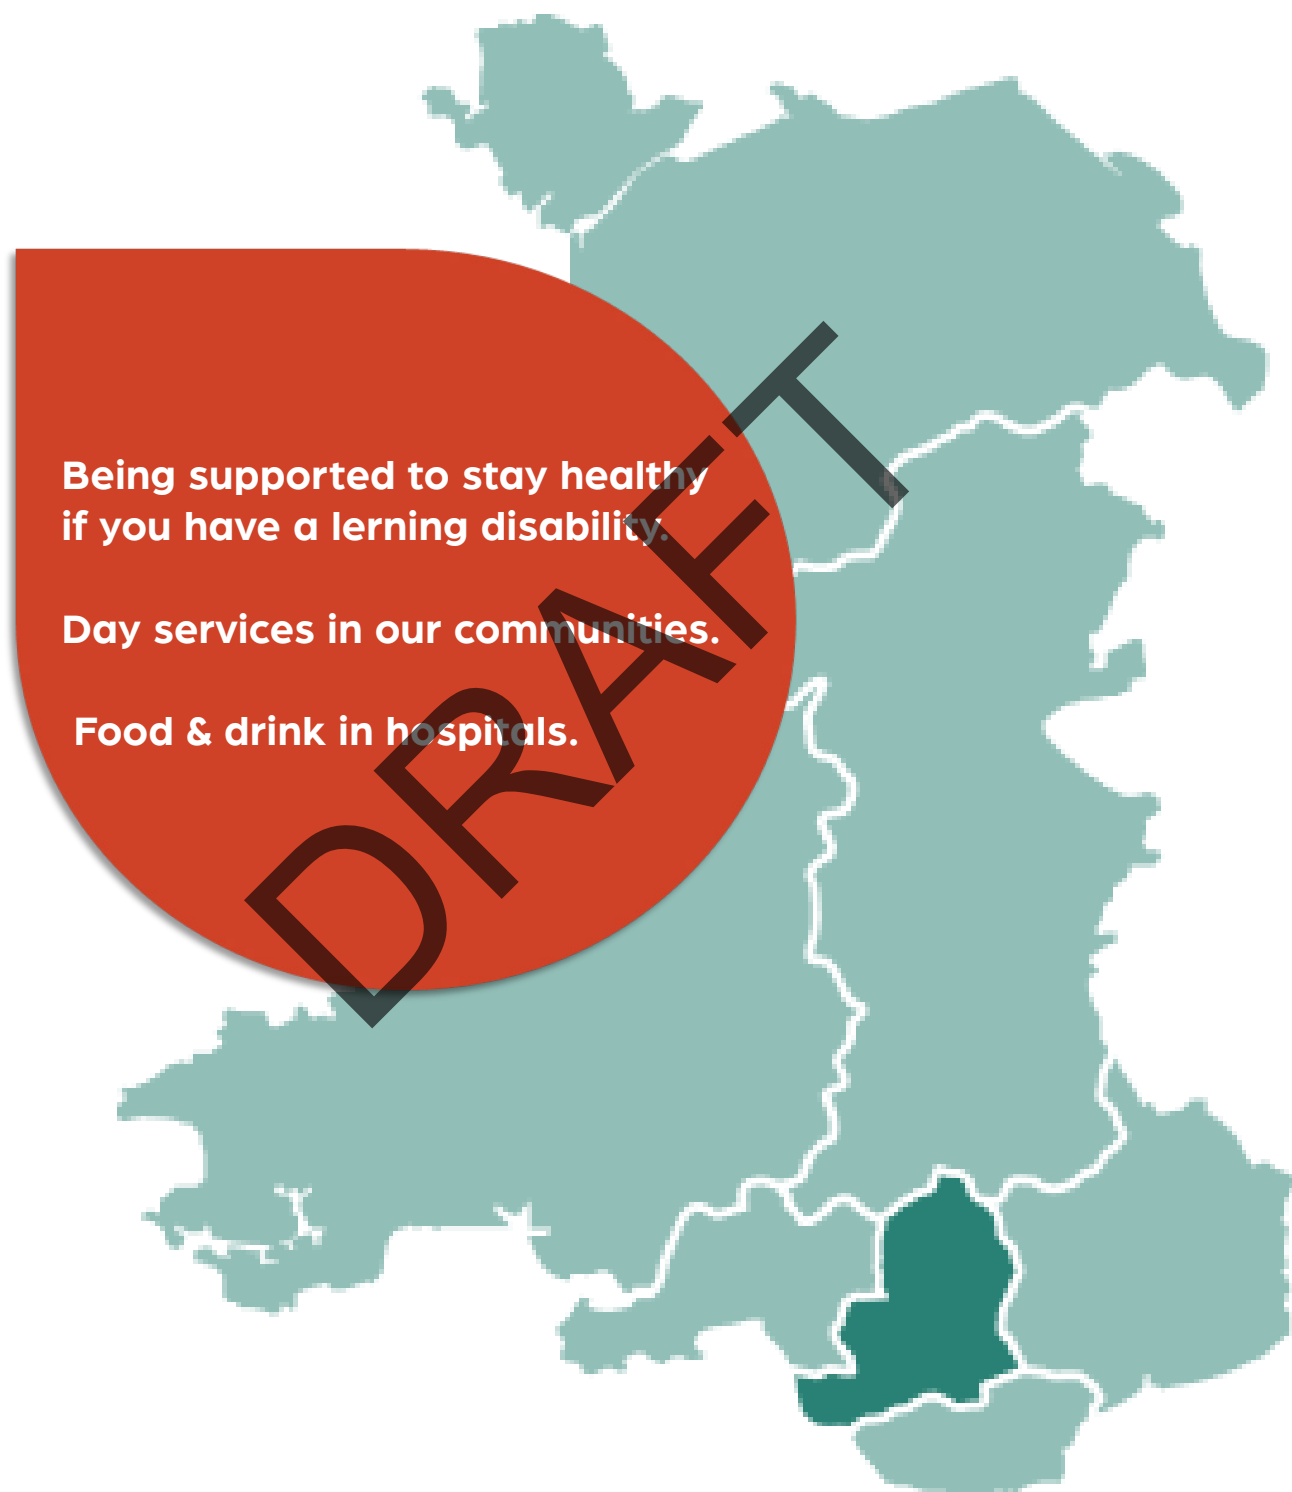 Being supported to stay healthy
if you have a lerning disability.
Day services in our communities.
Food & drink in hospitals.
DRAFT